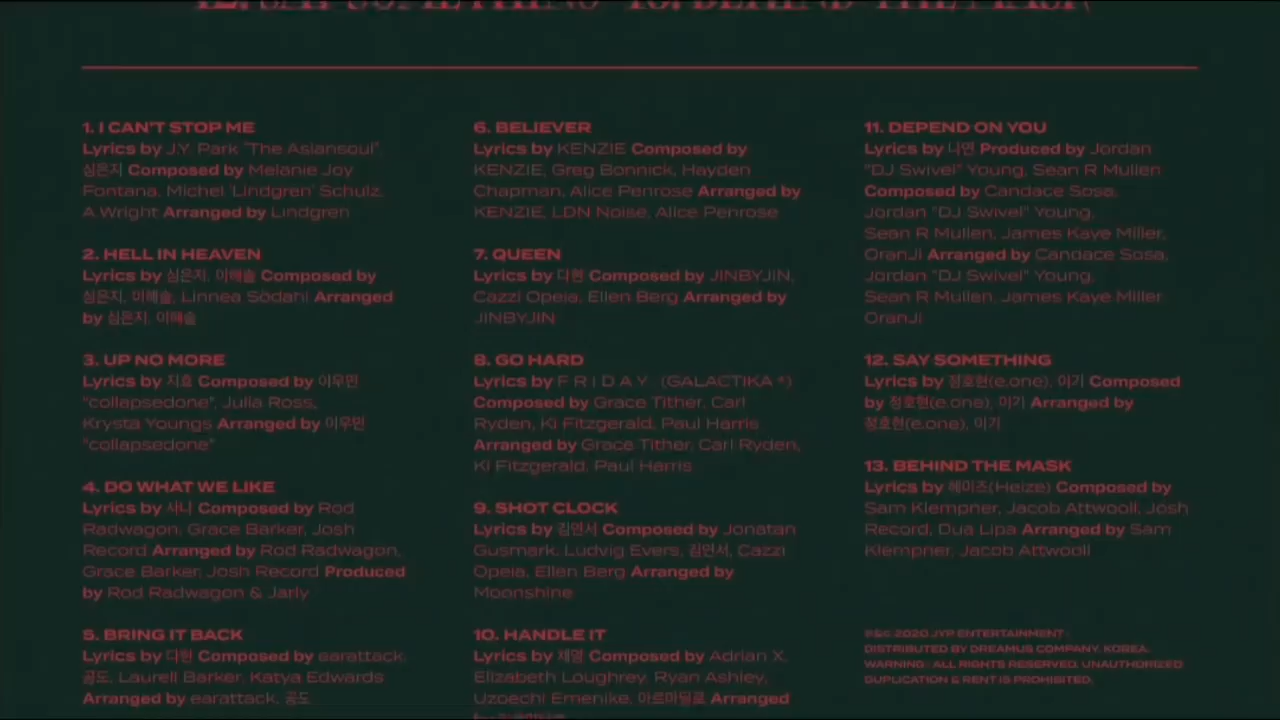 12. SAY SOMETHING 13. BEHIND THE MASK
1. I CAN'T STOP ME
Lyrics by J.Y. Park "The Asiansoul",
심은지 Composed by Melanie Joy
Fontana, Michel 'Lindgren' Schulz,
A.Wright Arranged by Lindgren
2. HELL IN HEAVEN
Lyrics by 심은지, 이해솔 Composed by
심은지, 이해솔, Linnea Södahl Arranged
by 심은지, 이해솔
3. UP NO MORE
Lyrics by 지효 Composed by 이우민
"collapsedone", Julia Ross,
Krysta Youngs Arranged by 이우민
"collapsedone"
4. DO WHAT WE LIKE
Lyrics by 사나 Composed by Rod
Radwagon, Grace Barker, Josh
Record Arranged by Rod Radwagon,
Grace Barker, Josh Record Produced
by Rod Radwagon & Jarly
5. BRING IT BACK
Lyrics by 다현 Composed by earattack,
공도, Laurell Barker, Katya Edwards
Arranged by earattack, 공도
6. BELIEVER
Lyrics by KENZIE Composed by
KENZIE, Greg Bonnick, Hayden
Chapman, Alice Penrose Arranged by
KENZIE, LDN Noise, Alice Penrose
7. QUEEN
Lyrics by 다현 Composed by JINBYJIN,
Cazzi Opeia, Ellen Berg Arranged by
JINBYJIN
8. GO HARD
Lyrics by F R I D A Y. (GALACTIKA *)
Composed by Grace Tither, Carl
Ryden, Ki Fitzgerald, Paul Harris
Arranged by Grace Tither, Carl Ryden,
Ki Fitzgerald, Paul Harris
9. SHOT CLOCK
Lyrics by 김연서 Composed by Jonatan
Gusmark, Ludvig Evers, 김연서, Cazzi
Opeia, Ellen Berg Arranged by
Moonshine
10. HANDLE IT
Lyrics by 채영 Composed by Adrian X,
Elizabeth Loughrey, Ryan Ashley,
Uzoechi Emenike, 아르마딜로 Arranged
by 아르마딜로
11. DEPEND ON YOU
Lyrics by 나연 Produced by Jordan
"DJ Swivel" Young, Sean R Mullen
Composed by Candace Sosa,
Jordan "DJ Swivel" Young,
Sean R Mullen, James Kaye Miller,
OranJi Arranged by Candace Sosa,
Jordan "DJ Swivel" Young,
Sean R Mullen, James Kaye Miller
OranJi
12. SAY SOMETHING
Lyrics by 정호현(e.one), 이기 Composed
by 정호현(e.one), 이기 Arranged by
정호현(e.one), 이기
13. BEHIND THE MASK
Lyrics by 헤이즈(Heize) Composed by
Sam Klempner, Jacob Attwooll, Josh
Record, Dua Lipa Arranged by Sam
Klempner, Jacob Attwooll
℗&© 2020 JYP ENTERTAINMENT.
DISTRIBUTED BY DREAMUS COMPANY. KOREA.
WARNING : ALL RIGHTS RESERVED. UNAUTHORIZED
DUPLICATION & RENT IS PROHIBITED.